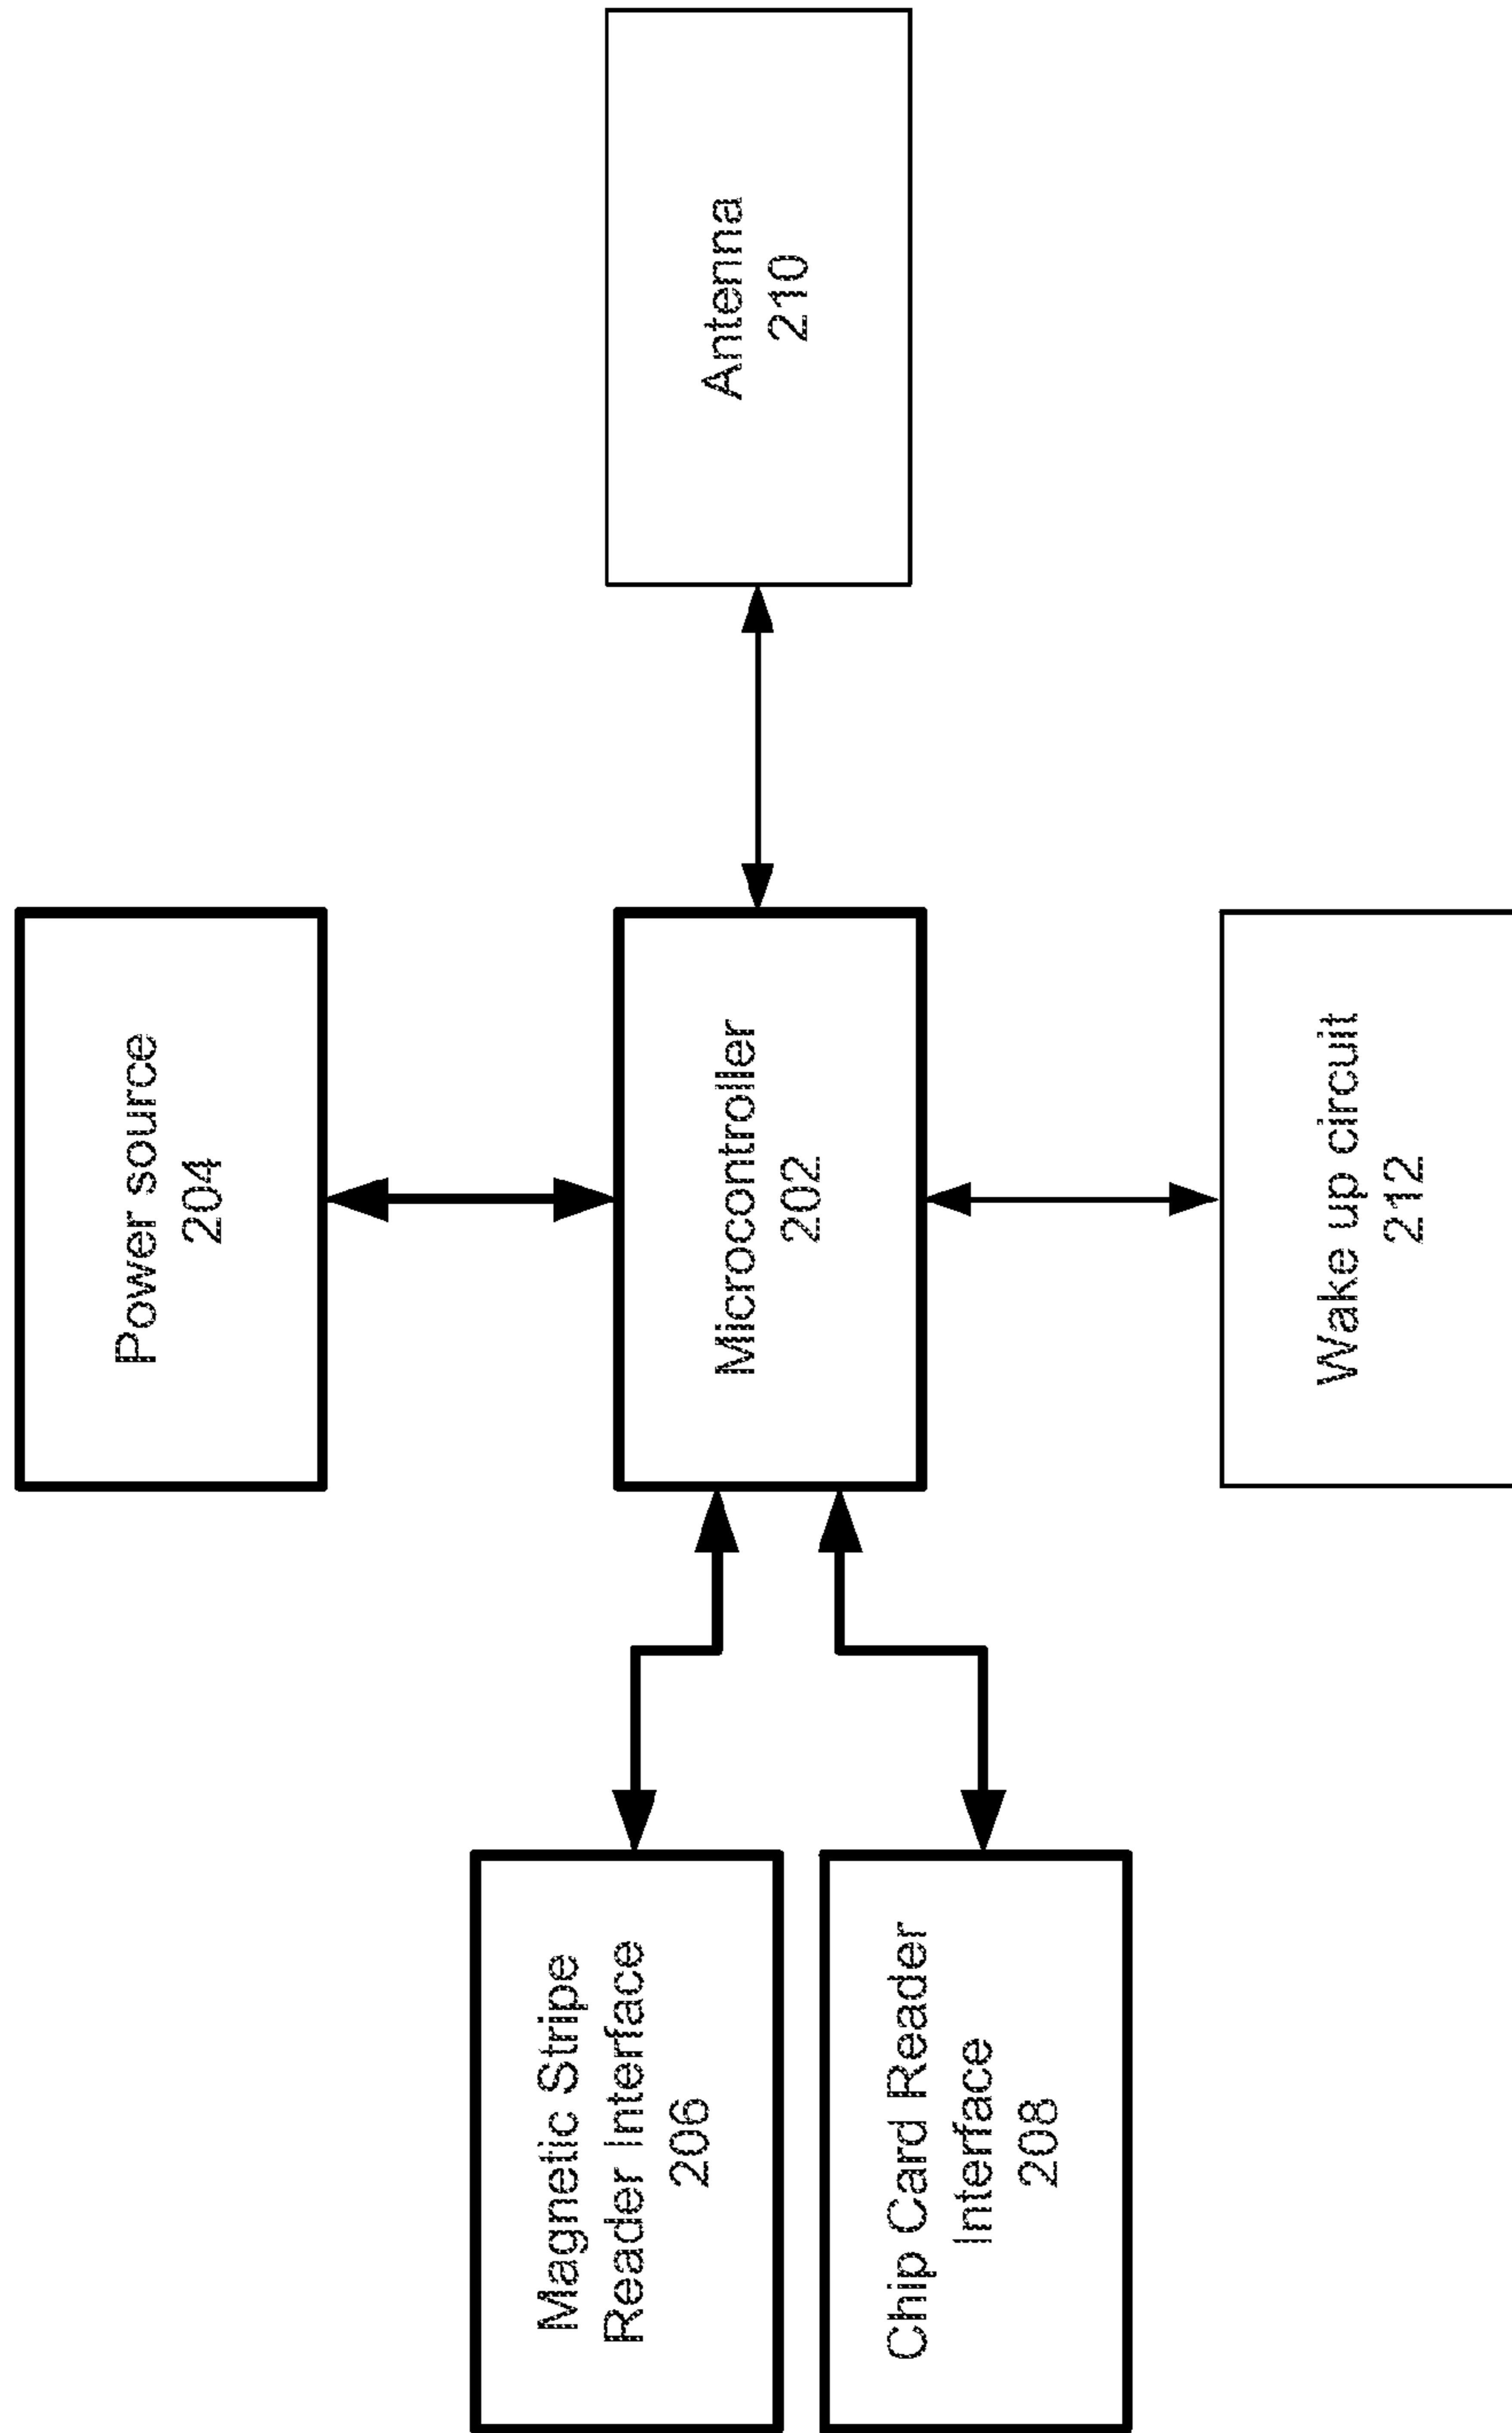 Power source
204
Magnetic Stripe
Reader Interface
206
Microcontroller
202
Antenna
210
Chip Card Reader
Interface
208
Wake up circuit
212